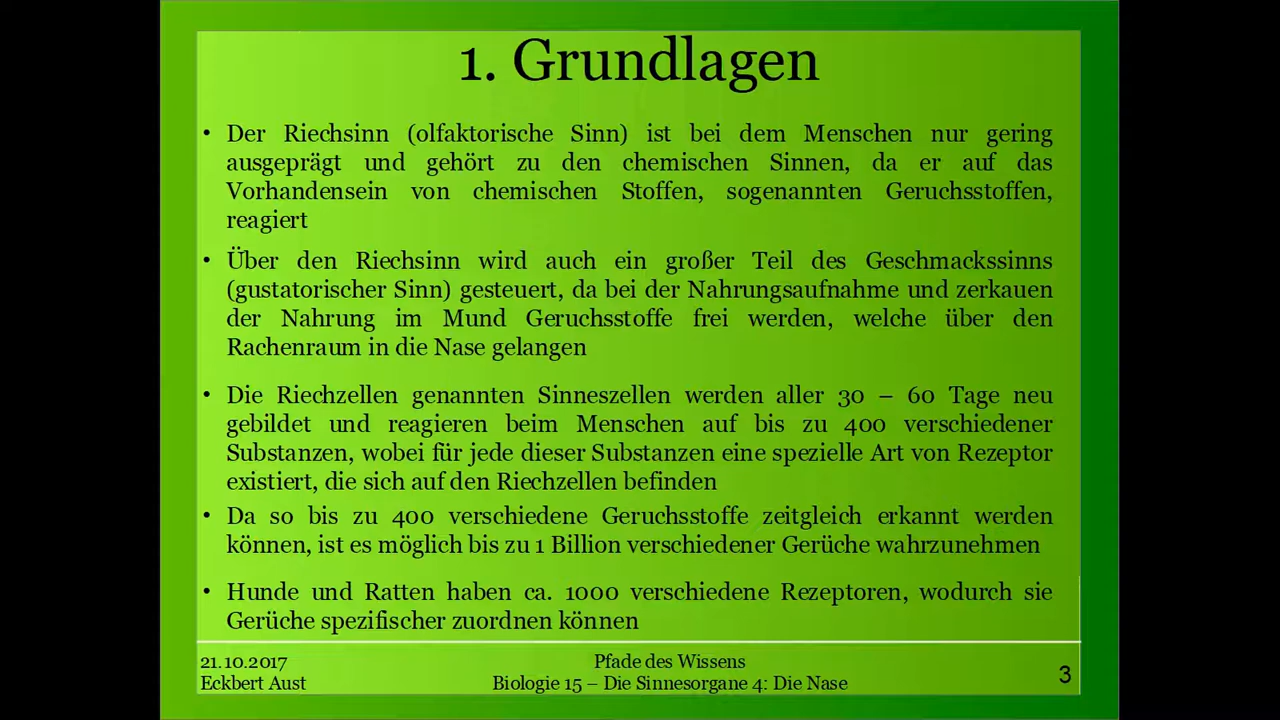 1. Grundlagen
• Der Riechsinn (olfaktorische Sinn) ist bei dem Menschen nur gering
ausgeprägt und gehört zu den chemischen Sinnen, da er auf das
Vorhandensein von chemischen Stoffen, sogenannten Geruchsstoffen,
reagiert
• Über den Riechsinn wird auch ein großer Teil des Geschmackssinns
(gustatorischer Sinn) gesteuert, da bei der Nahrungsaufnahme und zerkauen
der Nahrung im Mund Geruchsstoffe frei werden, welche über den
Rachenraum in die Nase gelangen
• Die Riechzellen genannten Sinneszellen werden aller 30 – 60 Tage neu
gebildet und reagieren beim Menschen auf bis zu 400 verschiedener
Substanzen, wobei für jede dieser Substanzen eine spezielle Art von Rezeptor
existiert, die sich auf den Riechzellen befinden
• Da so bis zu 400 verschiedene Geruchsstoffe zeitgleich erkannt werden
können, ist es möglich bis zu 1 Billion verschiedener Gerüche wahrzunehmen
• Hunde und Ratten haben ca. 1000 verschiedene Rezeptoren, wodurch sie
Gerüche spezifischer zuordnen können
21.10.2017
Eckbert Aust
Pfade des Wissens
Biologie 15 – Die Sinnesorgane 4: Die Nase
3